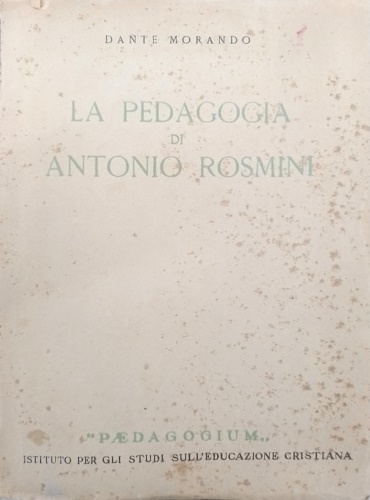 DANTE MORANDO
LA PEDAGOGIA
DI
ANTONIO ROSMINI
"PÆDAGOGIUM„
ISTITUTO PER GLI STUDI SULL'EDUCAZIONE CRISTIANA